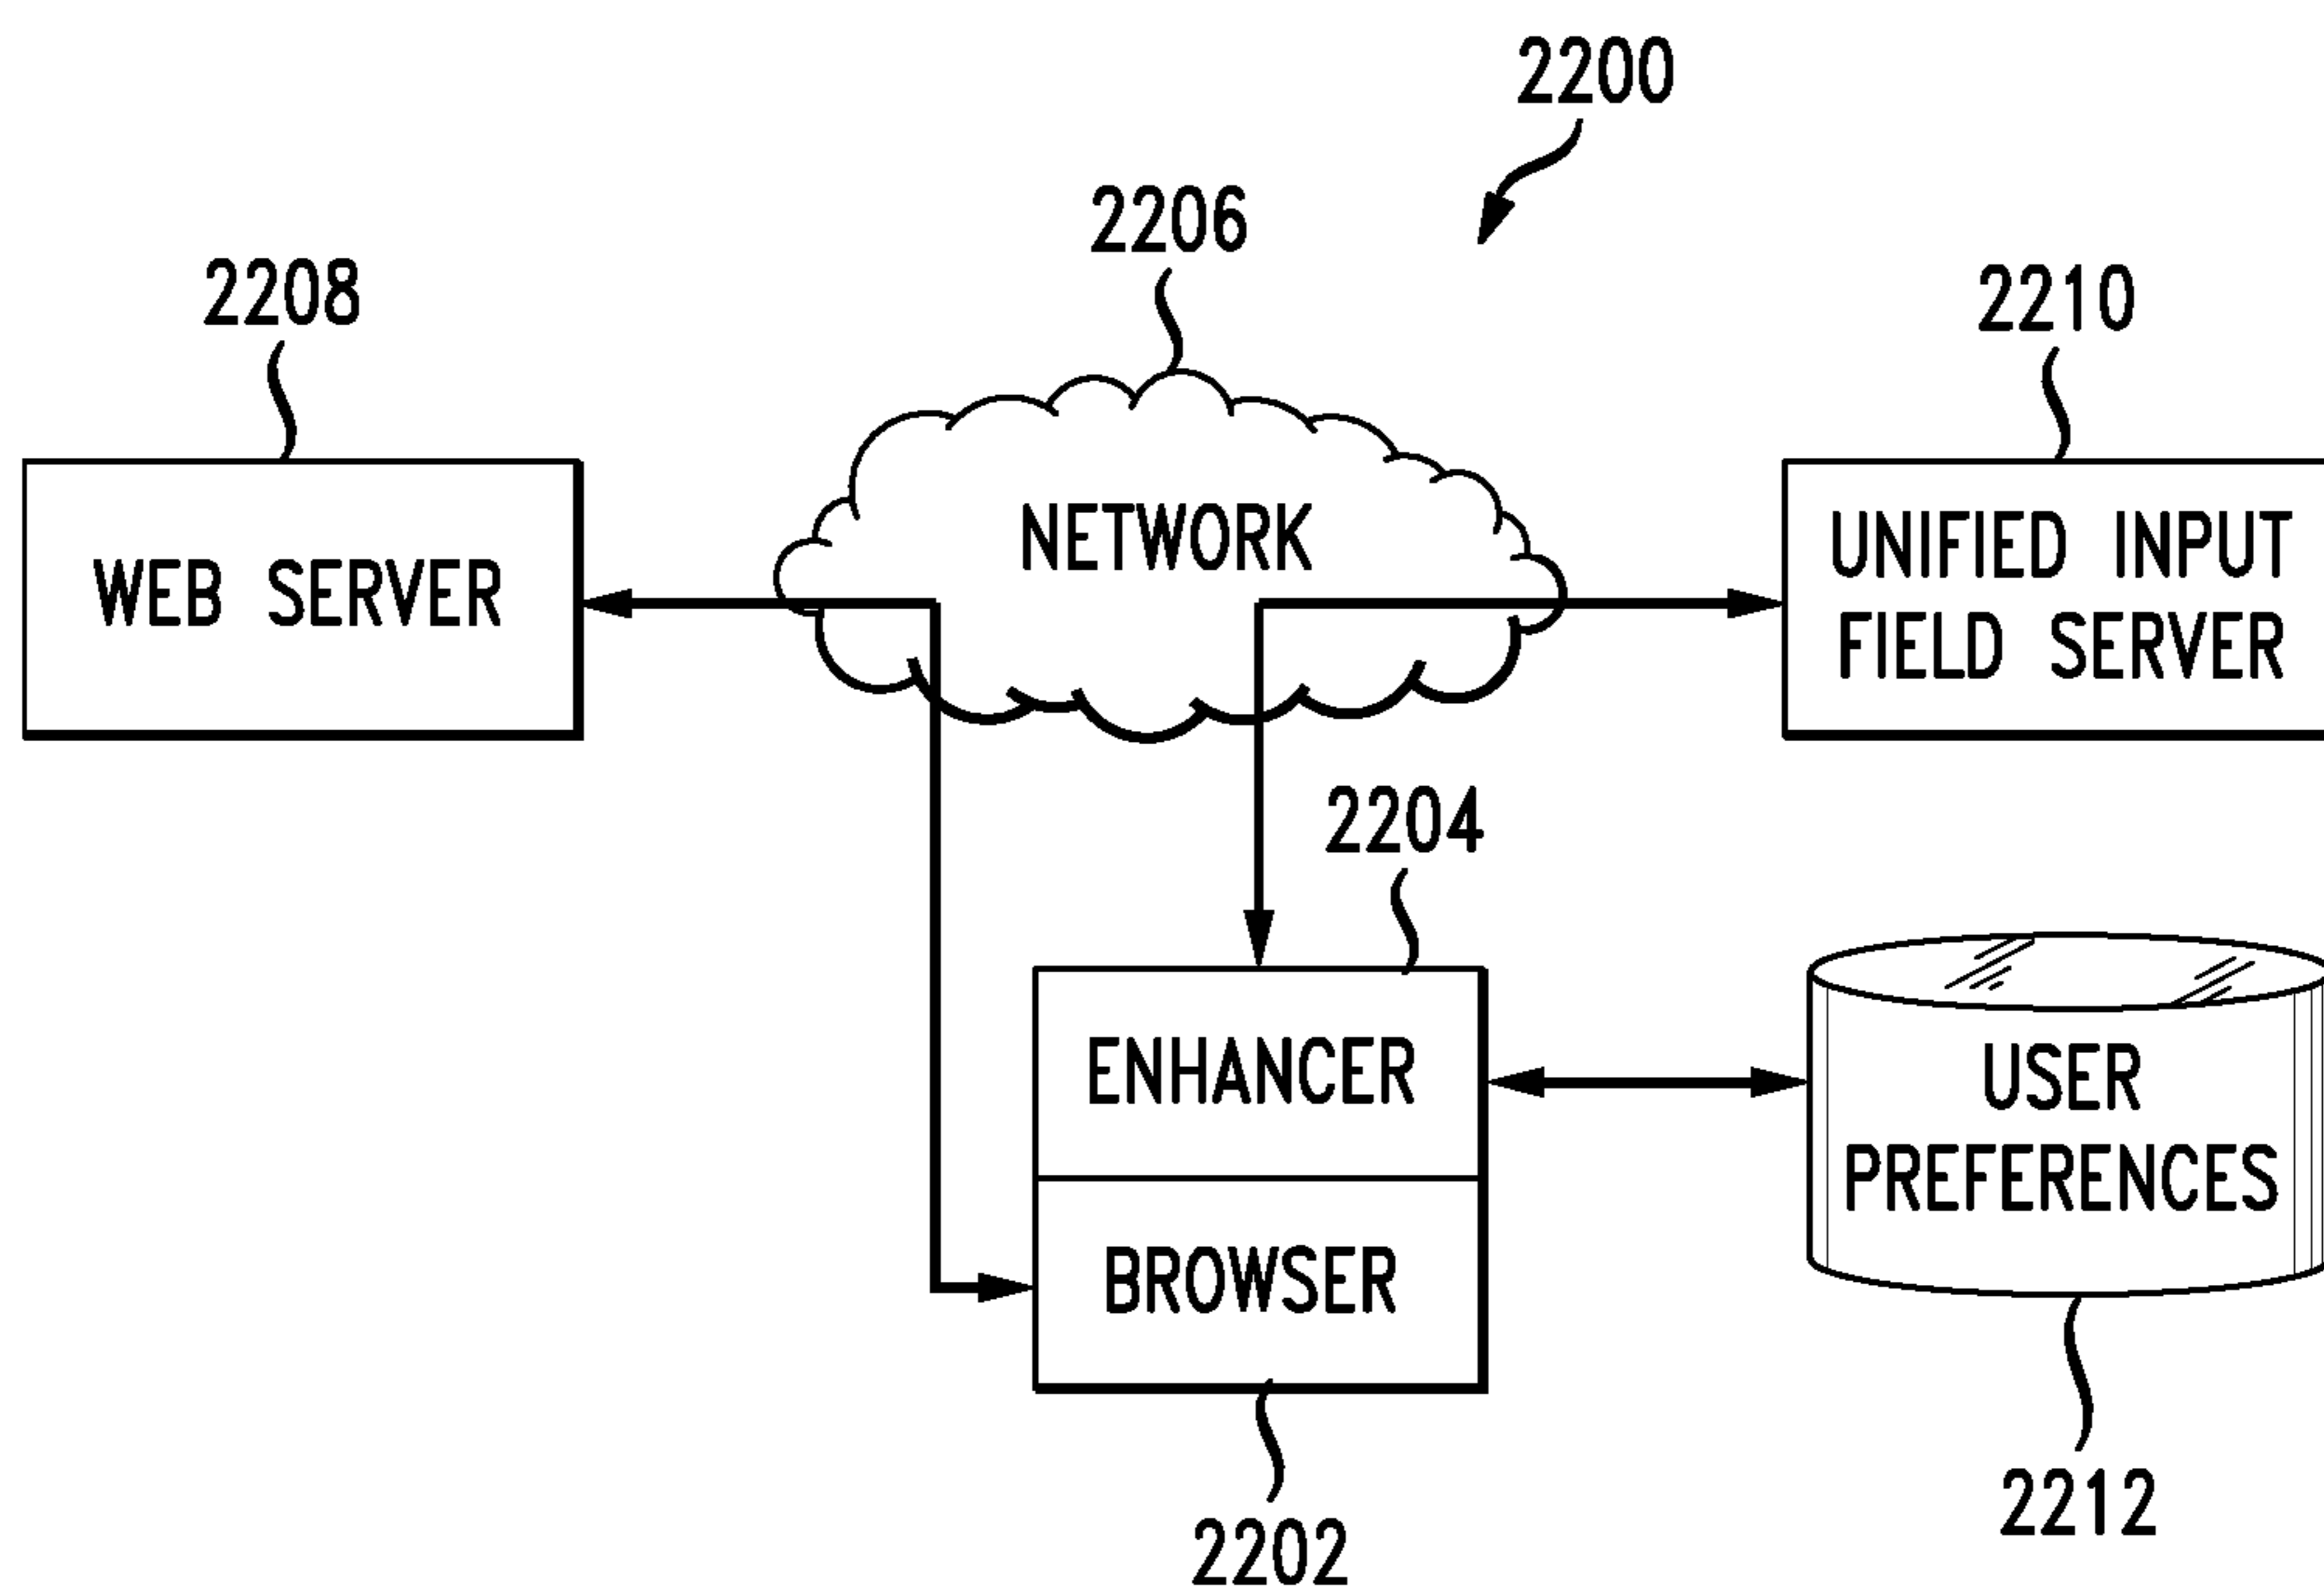 2200
2206
2208
2210
NETWORK
WEB SERVER
UNIFIED INPUT
FIELD SERVER
2204
ENHANCER
USER
PREFERENCES
BROWSER
2212
2202